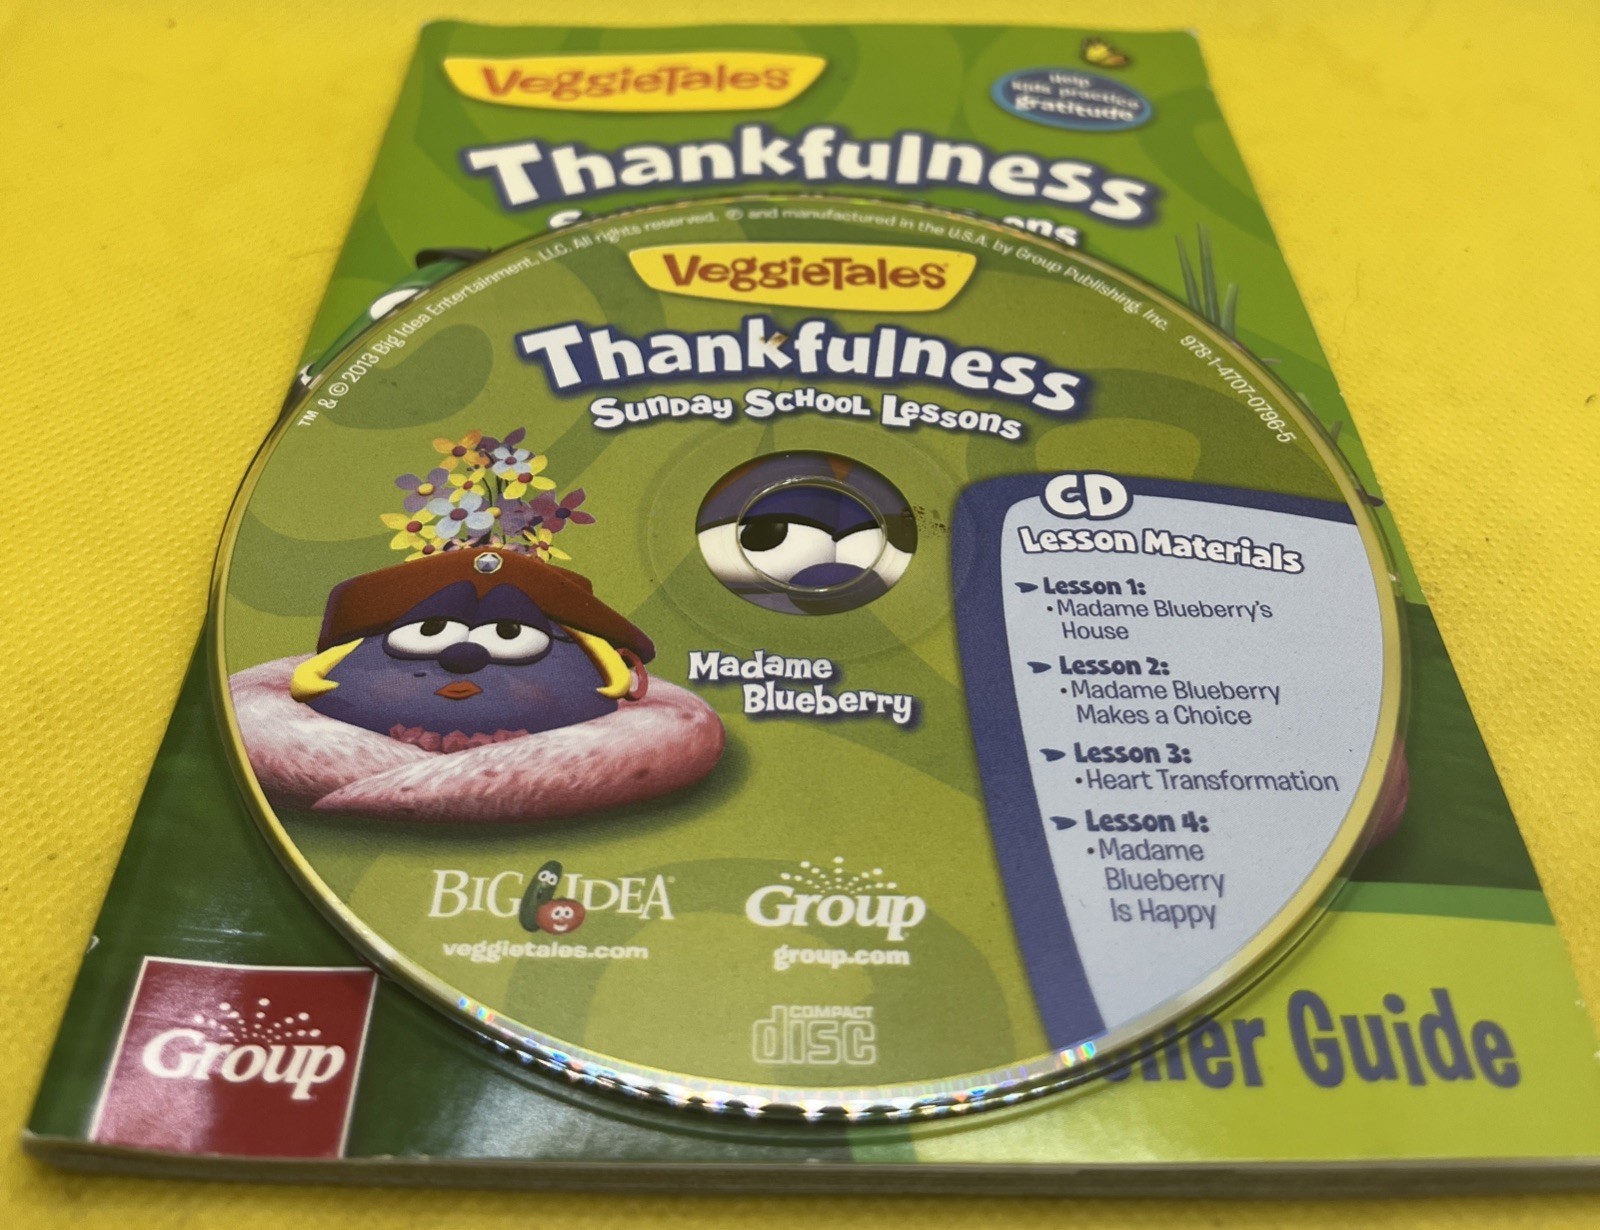 VeggieTales
Help
kids practice
gratitude
Thankfulness
™ & © 2013 Big Idea Entertainment, LLC. All rights reserved. ℗ and manufactured in the U.S.A. by Group Publishing, Inc.
978-1-4707-0796-5
VeggieTales
Thankfulness
Sunday School Lessons
CD
Lesson Materials
Lesson 1:
• Madame Blueberry's
House
Lesson 2:
• Madame Blueberry
Makes a Choice
Lesson 3:
• Heart Transformation
Lesson 4:
• Madame
Blueberry
Is Happy
Madame
Blueberry
BIG IDEA
veggietales.com
Group
group.com
COMPACT
disc
Group
Guide